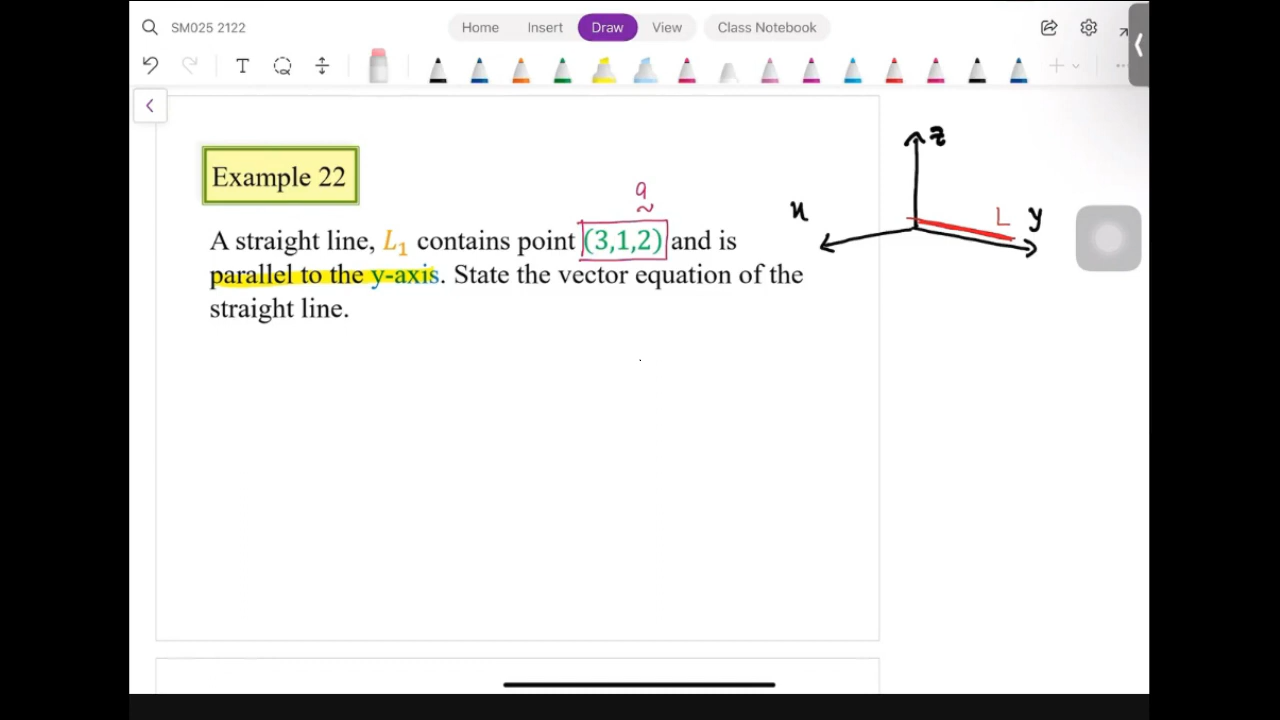 SM025 2122
Home Insert Draw View Class Notebook
T
Example 22
a
~
A straight line, L₁ contains point (3,1,2) and is
parallel to the y-axis. State the vector equation of the
straight line.
z
x
L y